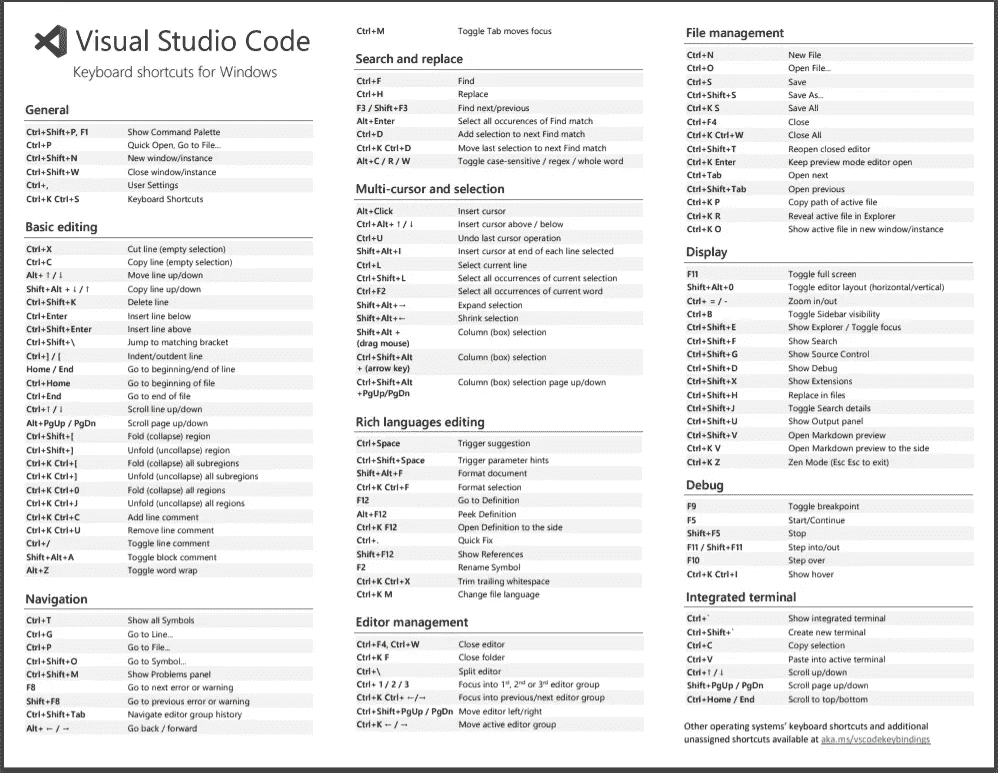 Visual Studio Code
Keyboard shortcuts for Windows
General
Ctrl+Shift+P, F1 Show Command Palette
Ctrl+P Quick Open, Go to File...
Ctrl+Shift+N New window/instance
Ctrl+Shift+W Close window/instance
Ctrl+, User Settings
Ctrl+K Ctrl+S Keyboard Shortcuts
Basic editing
Ctrl+X Cut line (empty selection)
Ctrl+C Copy line (empty selection)
Alt+ ↑ / ↓ Move line up/down
Shift+Alt + ↓ / ↑ Copy line up/down
Ctrl+Shift+K Delete line
Ctrl+Enter Insert line below
Ctrl+Shift+Enter Insert line above
Ctrl+Shift+\ Jump to matching bracket
Ctrl+] / [ Indent/outdent line
Home / End Go to beginning/end of line
Ctrl+Home Go to beginning of file
Ctrl+End Go to end of file
Ctrl+↑ / ↓ Scroll line up/down
Alt+PgUp / PgDn Scroll page up/down
Ctrl+Shift+[ Fold (collapse) region
Ctrl+Shift+] Unfold (uncollapse) region
Ctrl+K Ctrl+[ Fold (collapse) all subregions
Ctrl+K Ctrl+] Unfold (uncollapse) all subregions
Ctrl+K Ctrl+0 Fold (collapse) all regions
Ctrl+K Ctrl+J Unfold (uncollapse) all regions
Ctrl+K Ctrl+C Add line comment
Ctrl+K Ctrl+U Remove line comment
Ctrl+/ Toggle line comment
Shift+Alt+A Toggle block comment
Alt+Z Toggle word wrap
Navigation
Ctrl+T Show all Symbols
Ctrl+G Go to Line...
Ctrl+P Go to File...
Ctrl+Shift+O Go to Symbol...
Ctrl+Shift+M Show Problems panel
F8 Go to next error or warning
Shift+F8 Go to previous error or warning
Ctrl+Shift+Tab Navigate editor group history
Alt+ ← / → Go back / forward
Ctrl+M Toggle Tab moves focus
Search and replace
Ctrl+F Find
Ctrl+H Replace
F3 / Shift+F3 Find next/previous
Alt+Enter Select all occurences of Find match
Ctrl+D Add selection to next Find match
Ctrl+K Ctrl+D Move last selection to next Find match
Alt+C / R / W Toggle case-sensitive / regex / whole word
Multi-cursor and selection
Alt+Click Insert cursor
Ctrl+Alt+ ↑ / ↓ Insert cursor above / below
Ctrl+U Undo last cursor operation
Shift+Alt+I Insert cursor at end of each line selected
Ctrl+L Select current line
Ctrl+Shift+L Select all occurrences of current selection
Ctrl+F2 Select all occurrences of current word
Shift+Alt+→ Expand selection
Shift+Alt+← Shrink selection
Shift+Alt + Column (box) selection
(drag mouse)
Ctrl+Shift+Alt Column (box) selection
+ (arrow key)
Ctrl+Shift+Alt Column (box) selection page up/down
+PgUp/PgDn
Rich languages editing
Ctrl+Space Trigger suggestion
Ctrl+Shift+Space Trigger parameter hints
Shift+Alt+F Format document
Ctrl+K Ctrl+F Format selection
F12 Go to Definition
Alt+F12 Peek Definition
Ctrl+K F12 Open Definition to the side
Ctrl+. Quick Fix
Shift+F12 Show References
F2 Rename Symbol
Ctrl+K Ctrl+X Trim trailing whitespace
Ctrl+K M Change file language
Editor management
Ctrl+F4, Ctrl+W Close editor
Ctrl+K F Close folder
Ctrl+\ Split editor
Ctrl+ 1 / 2 / 3 Focus into 1st, 2nd or 3rd editor group
Ctrl+K Ctrl+ ←/→ Focus into previous/next editor group
Ctrl+Shift+PgUp / PgDn Move editor left/right
Ctrl+K ← / → Move active editor group
File management
Ctrl+N New File
Ctrl+O Open File...
Ctrl+S Save
Ctrl+Shift+S Save As...
Ctrl+K S Save All
Ctrl+F4 Close
Ctrl+K Ctrl+W Close All
Ctrl+Shift+T Reopen closed editor
Ctrl+K Enter Keep preview mode editor open
Ctrl+Tab Open next
Ctrl+Shift+Tab Open previous
Ctrl+K P Copy path of active file
Ctrl+K R Reveal active file in Explorer
Ctrl+K O Show active file in new window/instance
Display
F11 Toggle full screen
Shift+Alt+0 Toggle editor layout (horizontal/vertical)
Ctrl+ = / - Zoom in/out
Ctrl+B Toggle Sidebar visibility
Ctrl+Shift+E Show Explorer / Toggle focus
Ctrl+Shift+F Show Search
Ctrl+Shift+G Show Source Control
Ctrl+Shift+D Show Debug
Ctrl+Shift+X Show Extensions
Ctrl+Shift+H Replace in files
Ctrl+Shift+J Toggle Search details
Ctrl+Shift+U Show Output panel
Ctrl+Shift+V Open Markdown preview
Ctrl+K V Open Markdown preview to the side
Ctrl+K Z Zen Mode (Esc Esc to exit)
Debug
F9 Toggle breakpoint
F5 Start/Continue
Shift+F5 Stop
F11 / Shift+F11 Step into/out
F10 Step over
Ctrl+K Ctrl+I Show hover
Integrated terminal
Ctrl+` Show integrated terminal
Ctrl+Shift+` Create new terminal
Ctrl+C Copy selection
Ctrl+V Paste into active terminal
Ctrl+↑ / ↓ Scroll up/down
Shift+PgUp / PgDn Scroll page up/down
Ctrl+Home / End Scroll to top/bottom
Other operating systems' keyboard shortcuts and additional
unassigned shortcuts available at aka.ms/vscodekeybindings